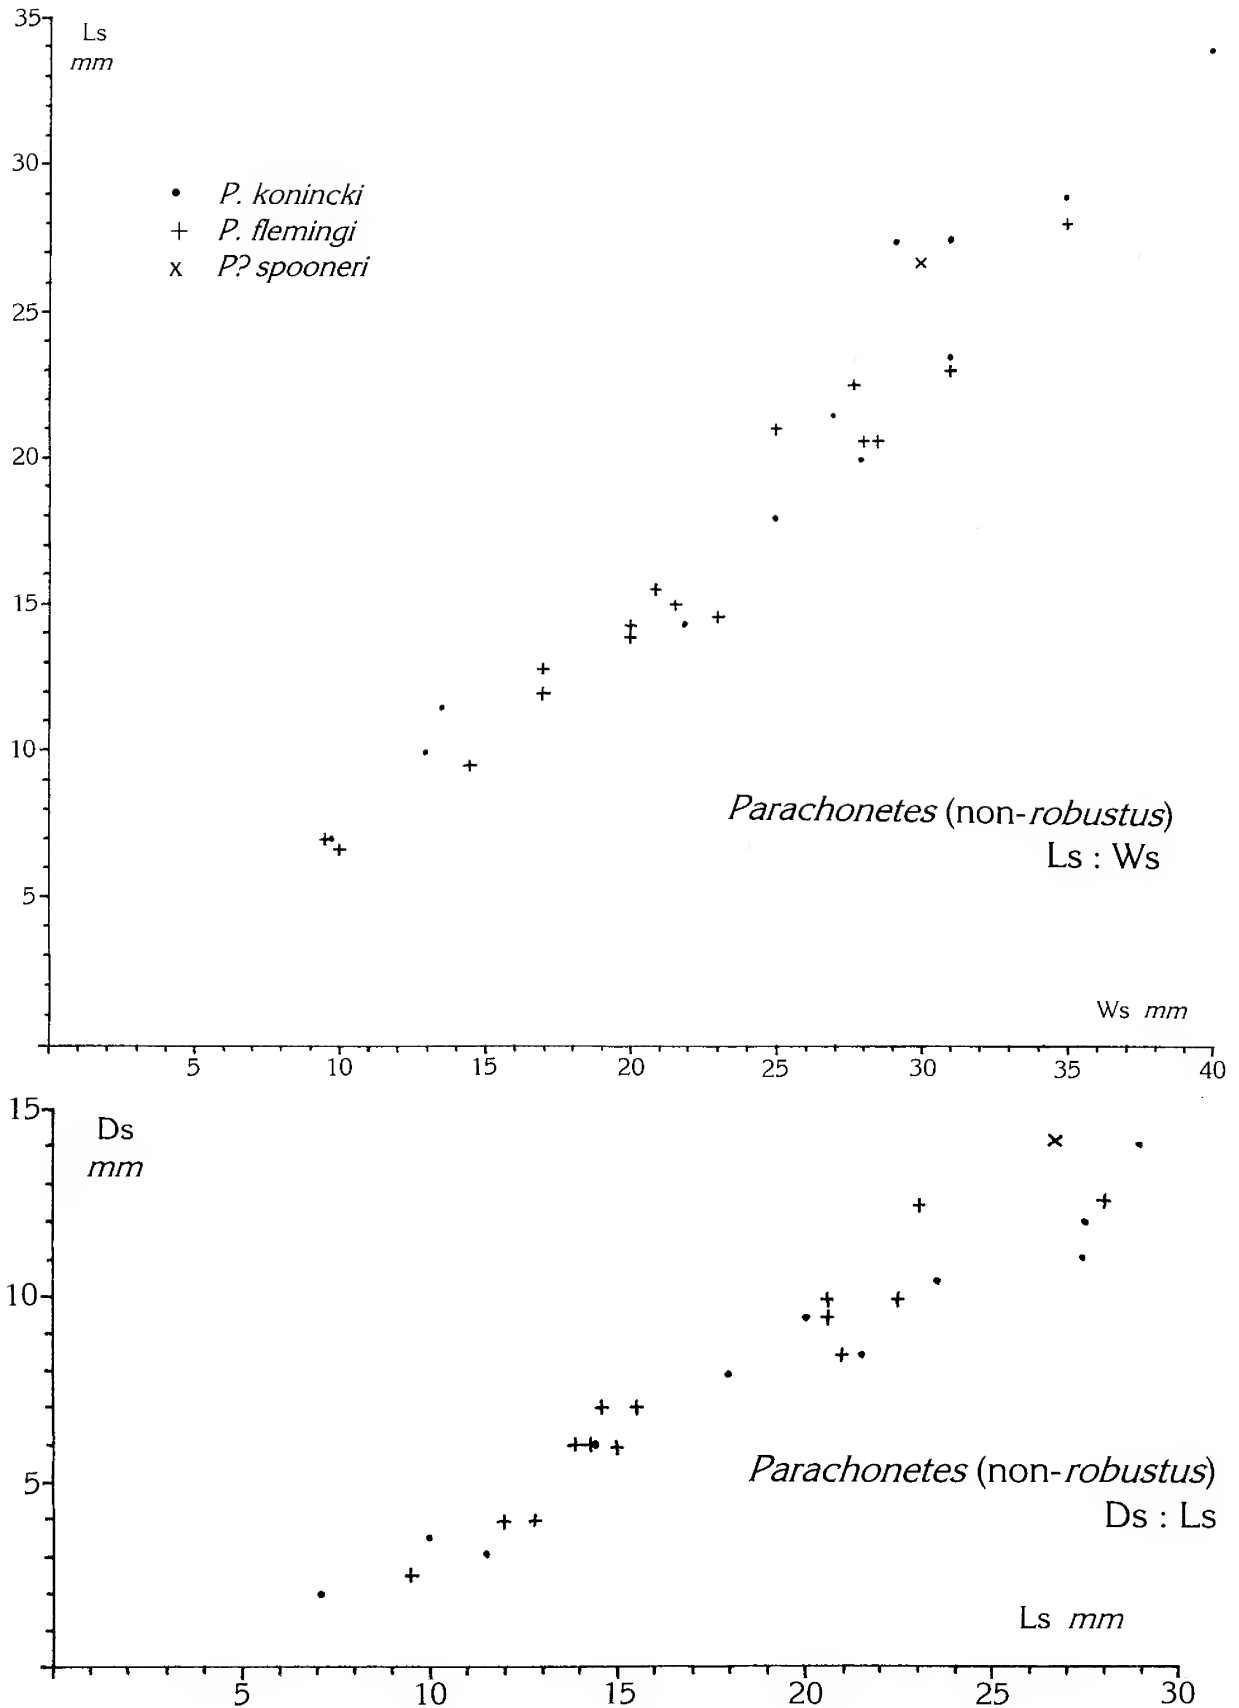 35
Ls
mm
30
• P. konincki
+ P. flemingi
x P? spooneri
25
20
15
10
Parachonetes (non-robustus)
Ls : Ws
5
Ws mm
5 10 15 20 25 30 35 40
15
Ds
mm
10
Parachonetes (non-robustus)
5
Ds : Ls
Ls mm
5 10 15 20 25 30